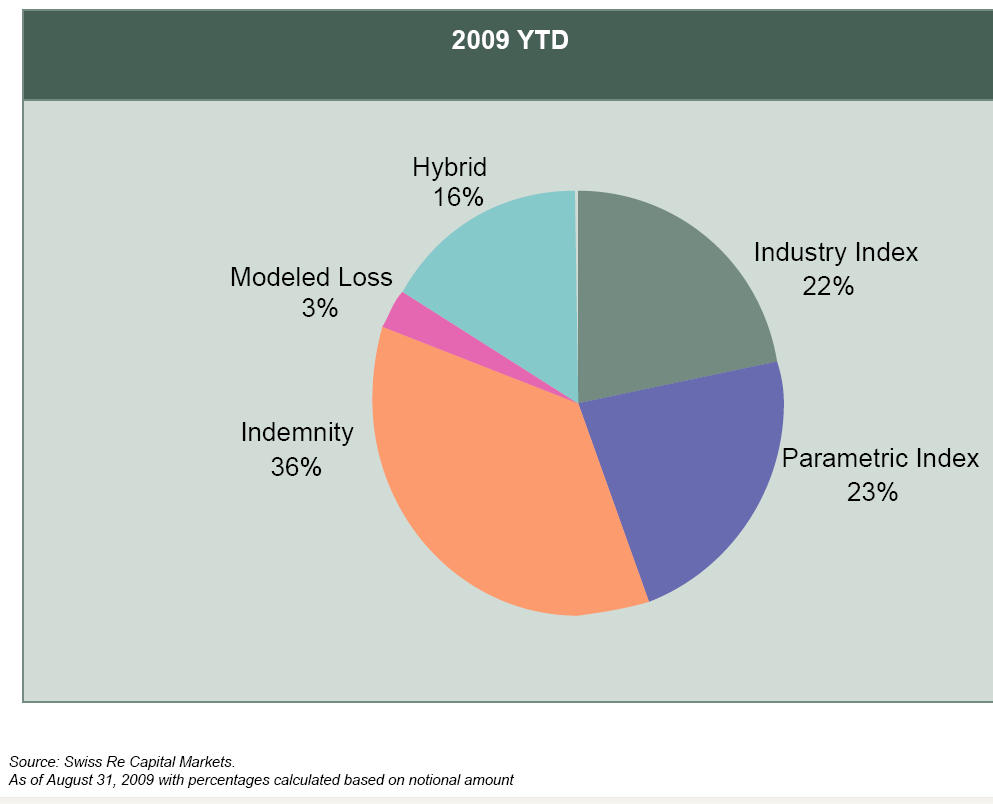 2009 YTD
Hybrid
16%
Industry Index
22%
Modeled Loss
3%
Indemnity
36%
Parametric Index
23%
Source: Swiss Re Capital Markets.
As of August 31, 2009 with percentages calculated based on notional amount